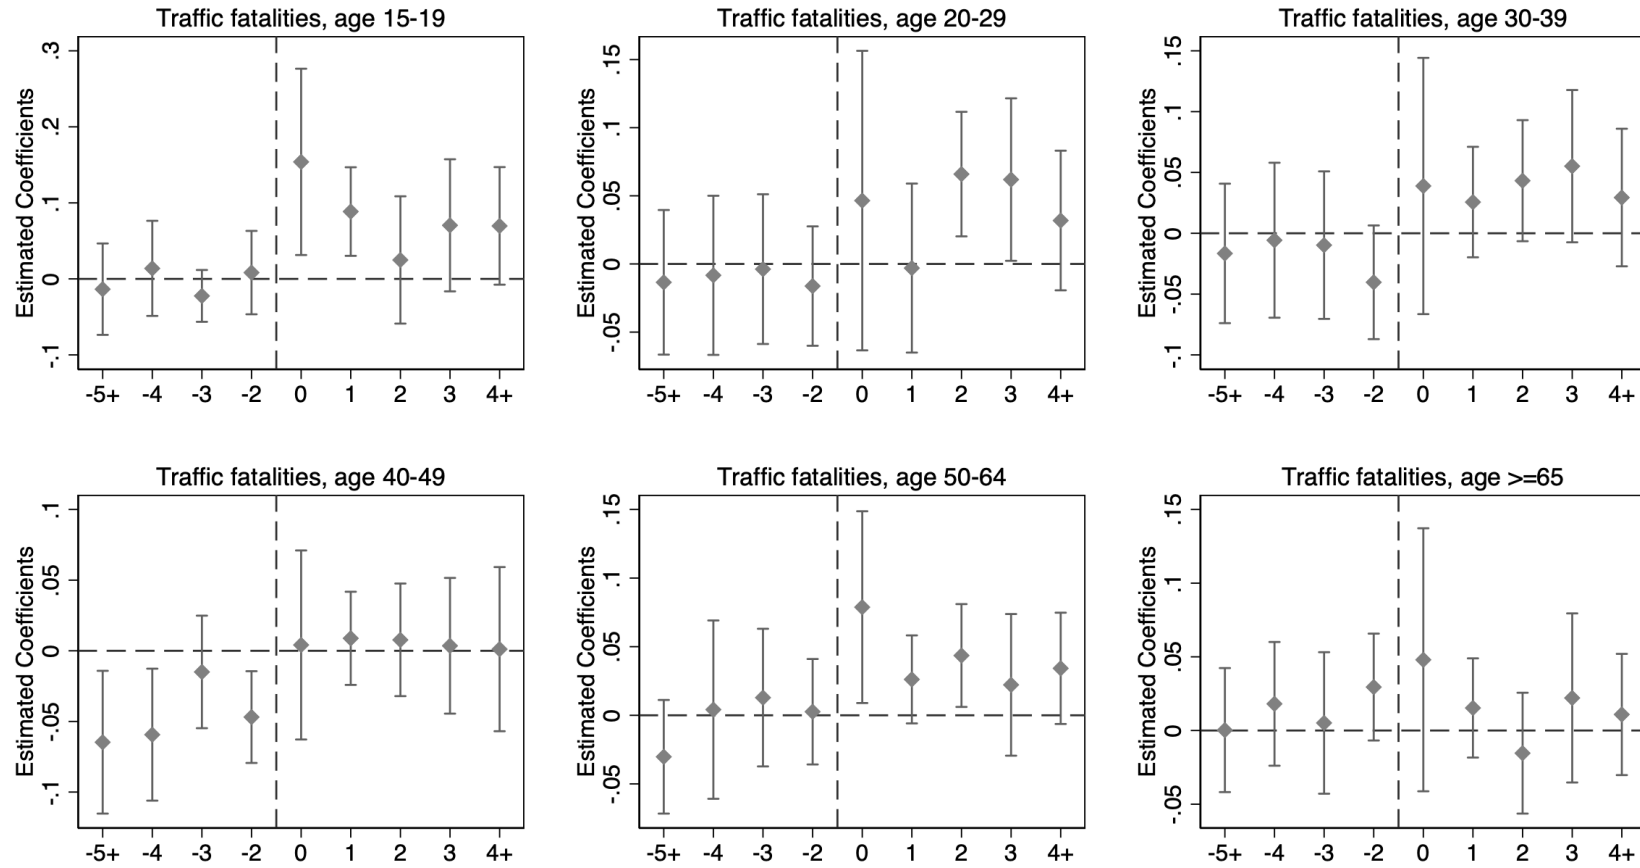 Traffic fatalities, age 15-19
Estimated Coefficients
.3
.2
.1
0
-.1
-5+ -4 -3 -2 0 1 2 3 4+
Traffic fatalities, age 20-29
Estimated Coefficients
.15
.1
.05
0
-.05
-5+ -4 -3 -2 0 1 2 3 4+
Traffic fatalities, age 30-39
Estimated Coefficients
.15
.1
.05
0
-.05
-.1
-5+ -4 -3 -2 0 1 2 3 4+
Traffic fatalities, age 40-49
Estimated Coefficients
.1
.05
0
-.05
-.1
-5+ -4 -3 -2 0 1 2 3 4+
Traffic fatalities, age 50-64
Estimated Coefficients
.15
.1
.05
0
-.05
-5+ -4 -3 -2 0 1 2 3 4+
Traffic fatalities, age >=65
Estimated Coefficients
.15
.1
.05
0
-.05
-5+ -4 -3 -2 0 1 2 3 4+